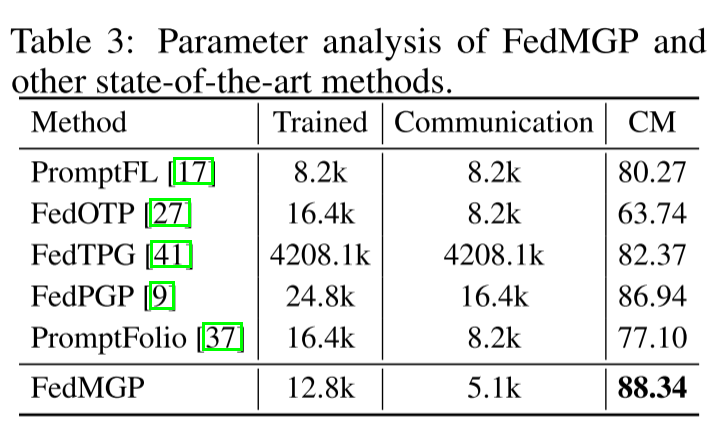 Table 3: Parameter analysis of FedMGP and
other state-of-the-art methods.
Method Trained Communication CM
PromptFL [17] 8.2k 8.2k 80.27
FedOTP [27] 16.4k 8.2k 63.74
FedTPG [41] 4208.1k 4208.1k 82.37
FedPGP [9] 24.8k 16.4k 86.94
PromptFolio [37] 16.4k 8.2k 77.10
FedMGP 12.8k 5.1k 88.34